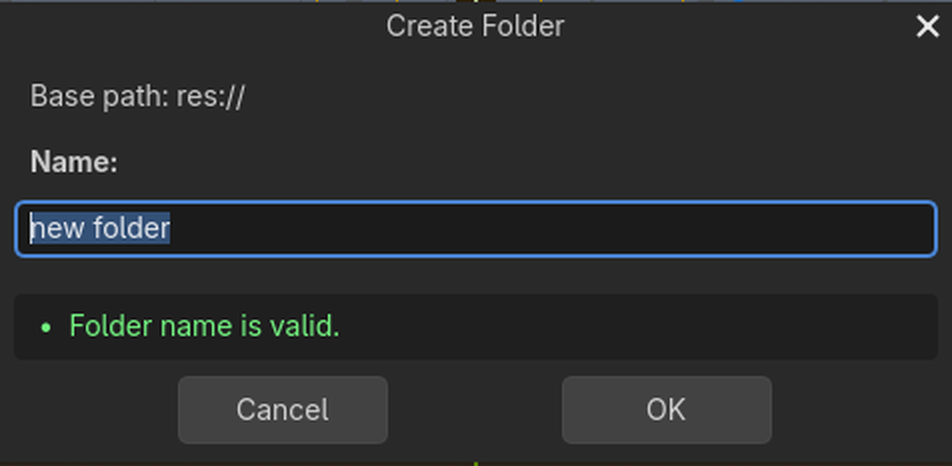 Create Folder
Base path: res://
Name:
new folder
• Folder name is valid.
Cancel
OK